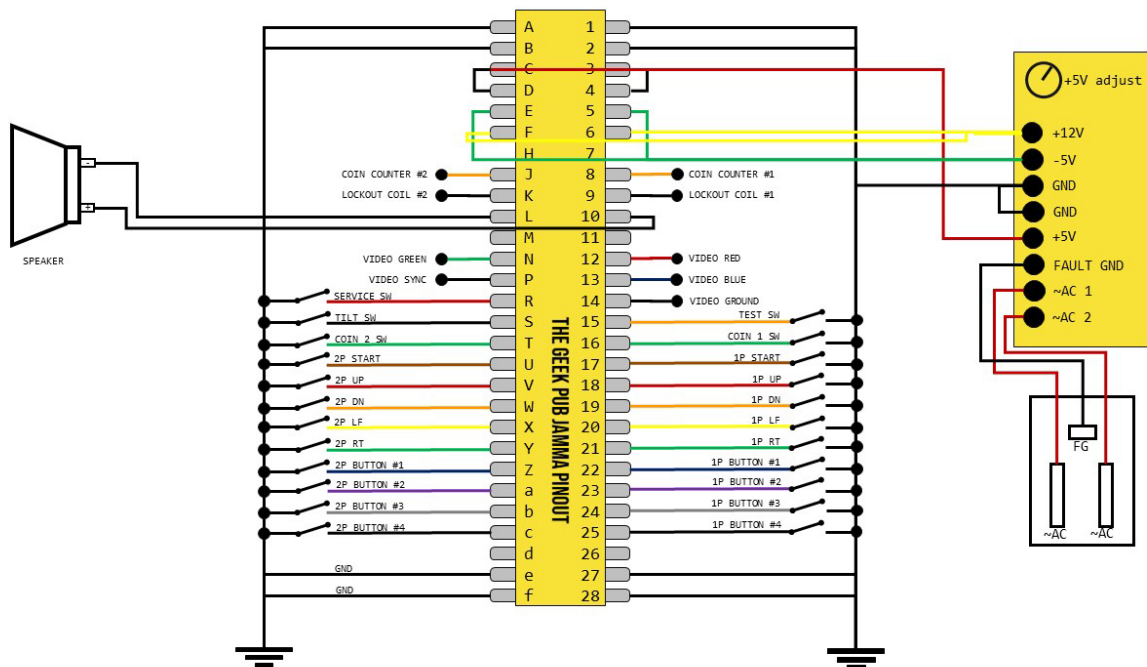 A 1
B 2
C 3
D 4
E 5
F 6
H 7
J 8
K 9
L 10
M 11
N 12
P 13
R 14
S 15
T 16
U 17
V 18
W 19
X 20
Y 21
Z 22
a 23
b 24
c 25
d 26
e 27
f 28
THE GEEK PUB JAMMA PINOUT
-
+
SPEAKER
COIN COUNTER #2
LOCKOUT COIL #2
VIDEO GREEN
VIDEO SYNC
SERVICE SW
TILT SW
COIN 2 SW
2P START
2P UP
2P DN
2P LF
2P RT
2P BUTTON #1
2P BUTTON #2
2P BUTTON #3
2P BUTTON #4
GND
GND
COIN COUNTER #1
LOCKOUT COIL #1
VIDEO RED
VIDEO BLUE
VIDEO GROUND
TEST SW
COIN 1 SW
1P START
1P UP
1P DN
1P LF
1P RT
1P BUTTON #1
1P BUTTON #2
1P BUTTON #3
1P BUTTON #4
+5V adjust
+12V
-5V
GND
GND
+5V
FAULT GND
~AC 1
~AC 2
FG
~AC ~AC